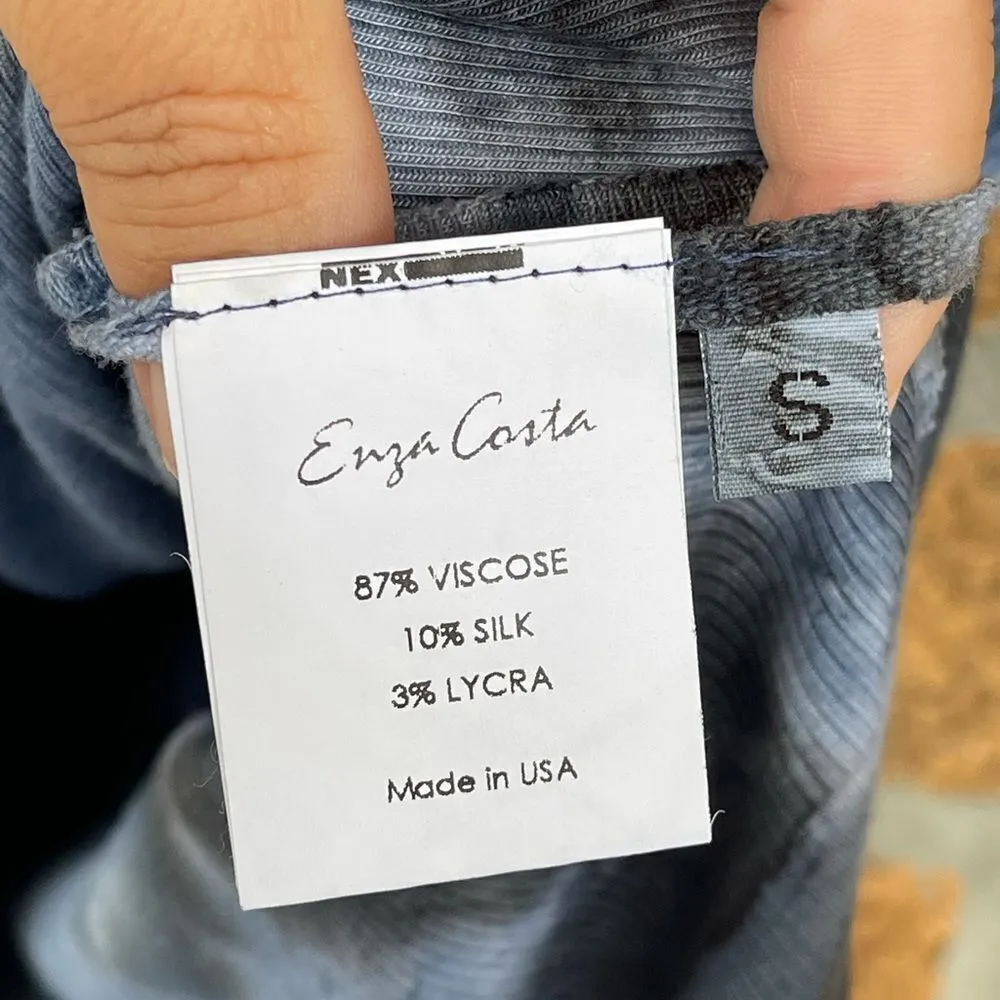 NEX
Enza Costa
S
87% VISCOSE
10% SILK
3% LYCRA
Made in USA